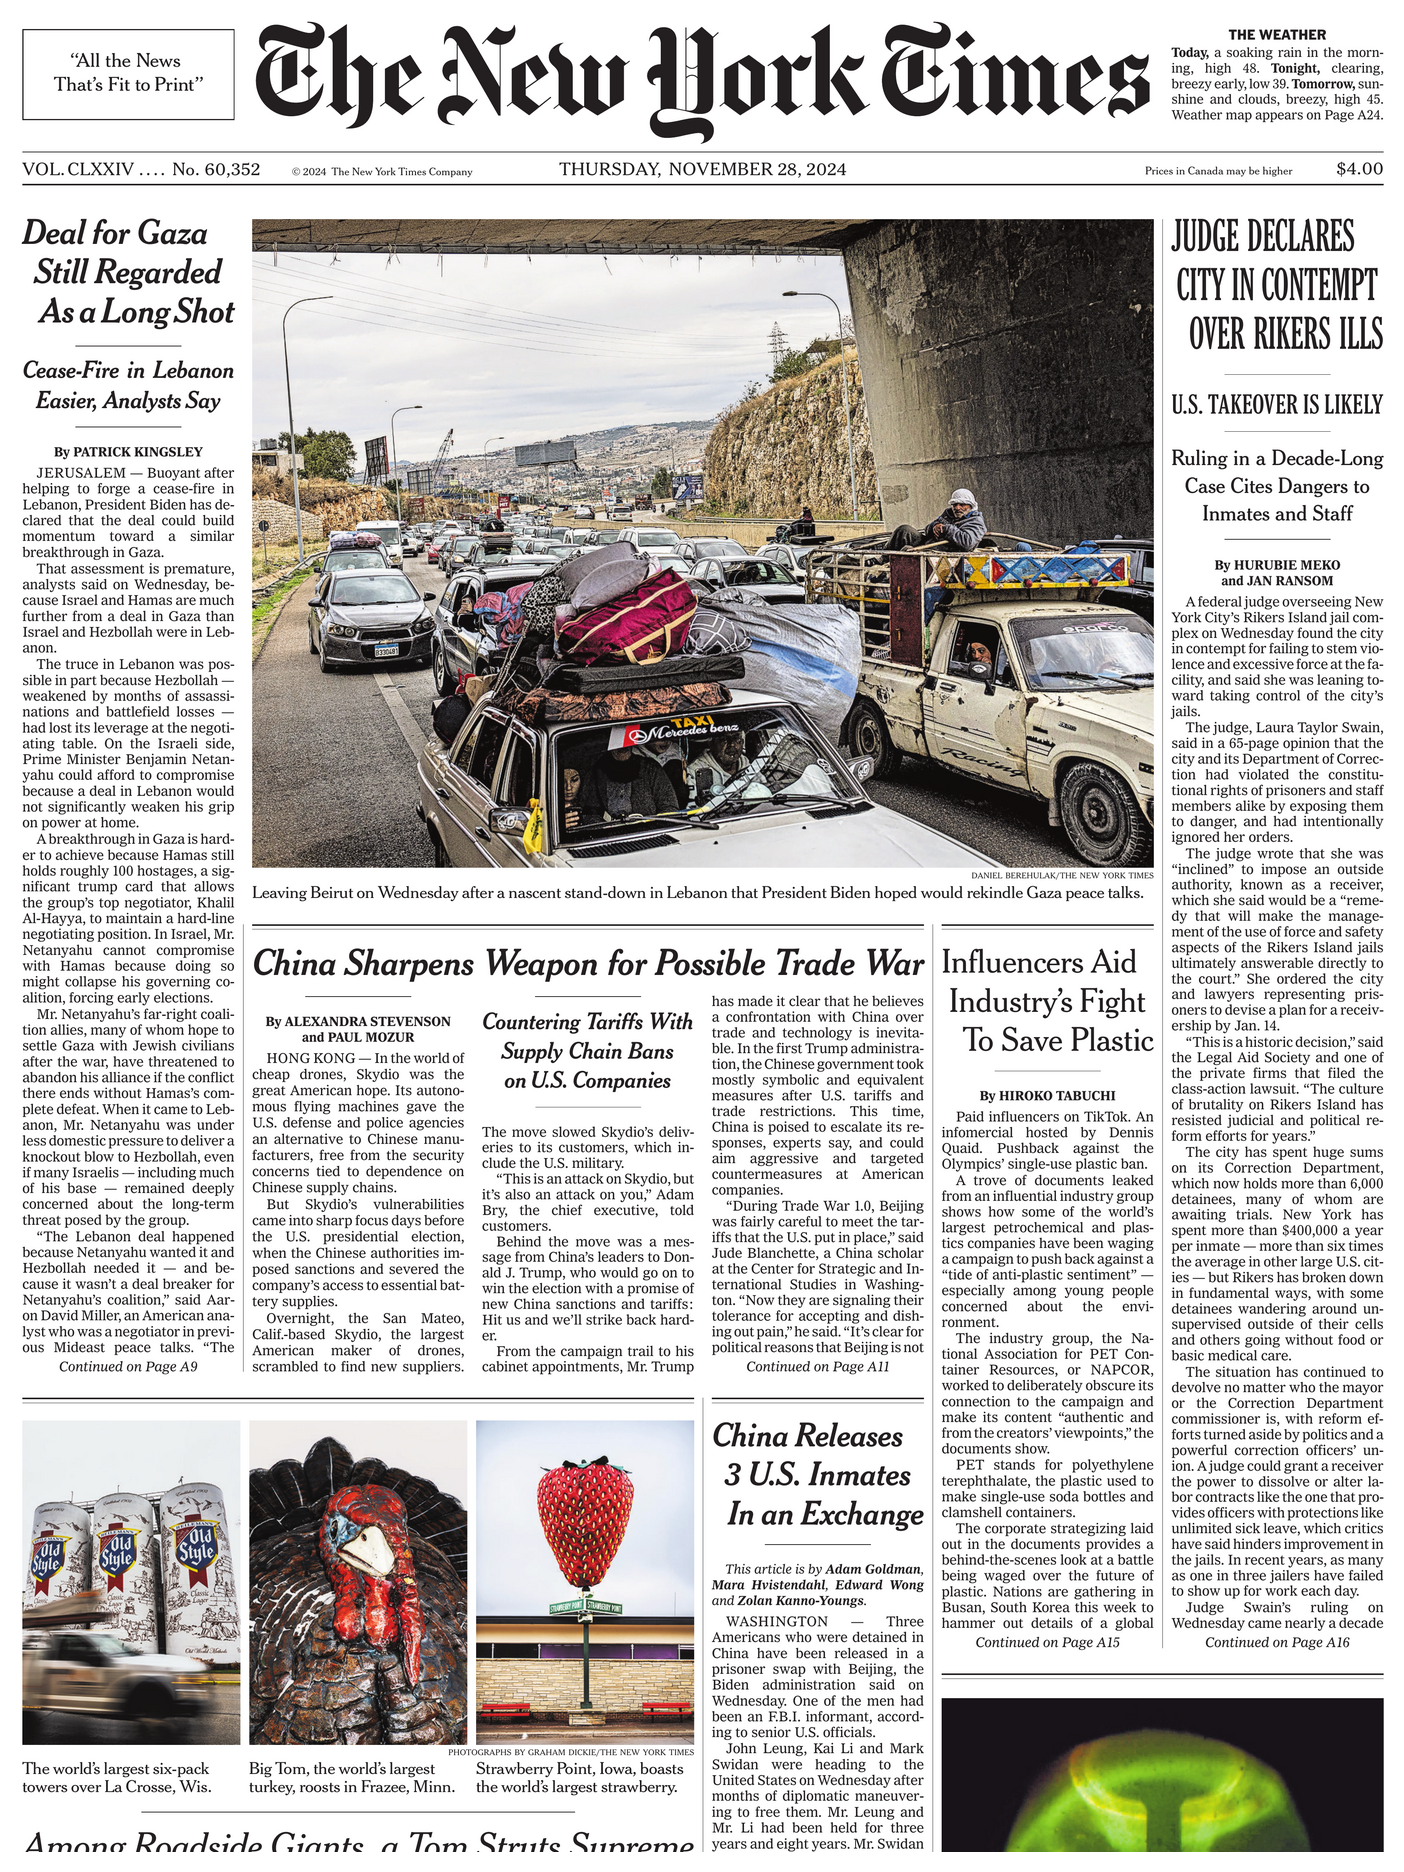 “All the News
That’s Fit to Print”
The New York Times
THE WEATHER
Today, a soaking rain in the morn-
ing, high 48. Tonight, clearing,
breezy early, low 39. Tomorrow, sun-
shine and clouds, breezy, high 45.
Weather map appears on Page A24.
VOL. CLXXIV .... No. 60,352
© 2024 The New York Times Company
THURSDAY, NOVEMBER 28, 2024
Prices in Canada may be higher
$4.00
Deal for Gaza
Still Regarded
As a Long Shot
Cease-Fire in Lebanon
Easier, Analysts Say
By PATRICK KINGSLEY
JERUSALEM — Buoyant after
helping to forge a cease-fire in
Lebanon, President Biden has de-
clared that the deal could build
momentum toward a similar
breakthrough in Gaza.
That assessment is premature,
analysts said on Wednesday, be-
cause Israel and Hamas are much
further from a deal in Gaza than
Israel and Hezbollah were in Leb-
anon.
The truce in Lebanon was pos-
sible in part because Hezbollah —
weakened by months of assassi-
nations and battlefield losses —
had lost its leverage at the negoti-
ating table. On the Israeli side,
Prime Minister Benjamin Netan-
yahu could afford to compromise
because a deal in Lebanon would
not significantly weaken his grip
on power at home.
A breakthrough in Gaza is hard-
er to achieve because Hamas still
holds roughly 100 hostages, a sig-
nificant trump card that allows
the group’s top negotiator, Khalil
Al-Hayya, to maintain a hard-line
negotiating position. In Israel, Mr.
Netanyahu cannot compromise
with Hamas because doing so
might collapse his governing co-
alition, forcing early elections.
Mr. Netanyahu’s far-right coali-
tion allies, many of whom hope to
settle Gaza with Jewish civilians
after the war, have threatened to
abandon his alliance if the conflict
there ends without Hamas’s com-
plete defeat. When it came to Leb-
anon, Mr. Netanyahu was under
less domestic pressure to deliver a
knockout blow to Hezbollah, even
if many Israelis — including much
of his base — remained deeply
concerned about the long-term
threat posed by the group.
“The Lebanon deal happened
because Netanyahu wanted it and
Hezbollah needed it — and be-
cause it wasn’t a deal breaker for
Netanyahu’s coalition,” said Aar-
on David Miller, an American ana-
lyst who was a negotiator in previ-
ous Mideast peace talks. “The
Continued on Page A9
B330481
TAXI
Mercedes benz
Racing
DANIEL BEREHULAK/THE NEW YORK TIMES
Leaving Beirut on Wednesday after a nascent stand-down in Lebanon that President Biden hoped would rekindle Gaza peace talks.
China Sharpens Weapon for Possible Trade War
By ALEXANDRA STEVENSON
and PAUL MOZUR
HONG KONG — In the world of
cheap drones, Skydio was the
great American hope. Its autono-
mous flying machines gave the
U.S. defense and police agencies
an alternative to Chinese manu-
facturers, free from the security
concerns tied to dependence on
Chinese supply chains.
But Skydio’s vulnerabilities
came into sharp focus days before
the U.S. presidential election,
when the Chinese authorities im-
posed sanctions and severed the
company’s access to essential bat-
tery supplies.
Overnight, the San Mateo,
Calif.-based Skydio, the largest
American maker of drones,
scrambled to find new suppliers.
Countering Tariffs With
Supply Chain Bans
on U.S. Companies
The move slowed Skydio’s deliv-
eries to its customers, which in-
clude the U.S. military.
“This is an attack on Skydio, but
it’s also an attack on you,” Adam
Bry, the chief executive, told
customers.
Behind the move was a mes-
sage from China’s leaders to Don-
ald J. Trump, who would go on to
win the election with a promise of
new China sanctions and tariffs:
Hit us and we’ll strike back hard-
er.
From the campaign trail to his
cabinet appointments, Mr. Trump
has made it clear that he believes
a confrontation with China over
trade and technology is inevita-
ble. In the first Trump administra-
tion, the Chinese government took
mostly symbolic and equivalent
measures after U.S. tariffs and
trade restrictions. This time,
China is poised to escalate its re-
sponses, experts say, and could
aim aggressive and targeted
countermeasures at American
companies.
“During Trade War 1.0, Beijing
was fairly careful to meet the tar-
iffs that the U.S. put in place,” said
Jude Blanchette, a China scholar
at the Center for Strategic and In-
ternational Studies in Washing-
ton. “Now they are signaling their
tolerance for accepting and dish-
ing out pain,” he said. “It’s clear for
political reasons that Beijing is not
Continued on Page A11
Influencers Aid
Industry’s Fight
To Save Plastic
By HIROKO TABUCHI
Paid influencers on TikTok. An
infomercial hosted by Dennis
Quaid. Pushback against the
Olympics’ single-use plastic ban.
A trove of documents leaked
from an influential industry group
shows how some of the world’s
largest petrochemical and plas-
tics companies have been waging
a campaign to push back against a
“tide of anti-plastic sentiment” —
especially among young people
concerned about the envi-
ronment.
The industry group, the Na-
tional Association for PET Con-
tainer Resources, or NAPCOR,
worked to deliberately obscure its
connection to the campaign and
make its content “authentic and
from the creators’ viewpoints,” the
documents show.
PET stands for polyethylene
terephthalate, the plastic used to
make single-use soda bottles and
clamshell containers.
The corporate strategizing laid
out in the documents provides a
behind-the-scenes look at a battle
being waged over the future of
plastic. Nations are gathering in
Busan, South Korea this week to
hammer out details of a global
Continued on Page A15
JUDGE DECLARES
CITY IN CONTEMPT
OVER RIKERS ILLS
U.S. TAKEOVER IS LIKELY
Ruling in a Decade-Long
Case Cites Dangers to
Inmates and Staff
By HURUBIE MEKO
and JAN RANSOM
A federal judge overseeing New
York City’s Rikers Island jail com-
plex on Wednesday found the city
in contempt for failing to stem vio-
lence and excessive force at the fa-
cility, and said she was leaning to-
ward taking control of the city’s
jails.
The judge, Laura Taylor Swain,
said in a 65-page opinion that the
city and its Department of Correc-
tion had violated the constitu-
tional rights of prisoners and staff
members alike by exposing them
to danger, and had intentionally
ignored her orders.
The judge wrote that she was
“inclined” to impose an outside
authority, known as a receiver,
which she said would be a “reme-
dy that will make the manage-
ment of the use of force and safety
aspects of the Rikers Island jails
ultimately answerable directly to
the court.” She ordered the city
and lawyers representing pris-
oners to devise a plan for a receiv-
ership by Jan. 14.
“This is a historic decision,” said
the Legal Aid Society and one of
the private firms that filed the
class-action lawsuit. “The culture
of brutality on Rikers Island has
resisted judicial and political re-
form efforts for years.”
The city has spent huge sums
on its Correction Department,
which now holds more than 6,000
detainees, many of whom are
awaiting trials. New York has
spent more than $400,000 a year
per inmate — more than six times
the average in other large U.S. cit-
ies — but Rikers has broken down
in fundamental ways, with some
detainees wandering around un-
supervised outside of their cells
and others going without food or
basic medical care.
The situation has continued to
devolve no matter who the mayor
or the Correction Department
commissioner is, with reform ef-
forts turned aside by politics and a
powerful correction officers’ un-
ion. A judge could grant a receiver
the power to dissolve or alter la-
bor contracts like the one that pro-
vides officers with protections like
unlimited sick leave, which critics
have said hinders improvement in
the jails. In recent years, as many
as one in three jailers have failed
to show up for work each day.
Judge Swain’s ruling on
Wednesday came nearly a decade
Continued on Page A16
Old Style
Old Style
Old Style
Classic
Lager
STRAWBERRY POINT
STRAWBERRY POINT
PHOTOGRAPHS BY GRAHAM DICKIE/THE NEW YORK TIMES
The world’s largest six-pack
towers over La Crosse, Wis.
Big Tom, the world’s largest
turkey, roosts in Frazee, Minn.
Strawberry Point, Iowa, boasts
the world’s largest strawberry.
Among Roadside Giants, a Tom Struts Supreme
China Releases
3 U.S. Inmates
In an Exchange
This article is by Adam Goldman,
Mara Hvistendahl, Edward Wong
and Zolan Kanno-Youngs.
WASHINGTON — Three
Americans who were detained in
China have been released in a
prisoner swap with Beijing, the
Biden administration said on
Wednesday. One of the men had
been an F.B.I. informant, accord-
ing to senior U.S. officials.
John Leung, Kai Li and Mark
Swidan were heading to the
United States on Wednesday after
months of diplomatic maneuver-
ing to free them. Mr. Leung and
Mr. Li had been held for three
years and eight years. Mr. Swidan